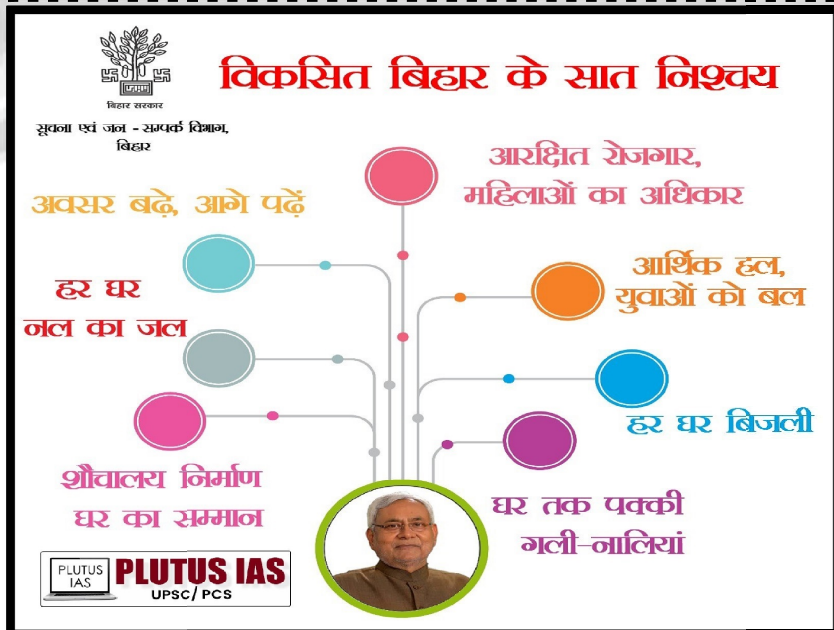 बिहार सरकार
सूचना एवं जन - सम्पर्क विभाग,
बिहार
विकसित बिहार के सात निश्चय
आरक्षित रोजगार,
महिलाओं का अधिकार
अवसर बढ़े, आगे पढ़ें
आर्थिक हल,
युवाओं को बल
हर घर
नल का जल
हर घर बिजली
शौचालय निर्माण
घर का सम्मान
घर तक पक्की
गली-नालियां
PLUTUS
IAS
PLUTUS IAS
UPSC/ PCS